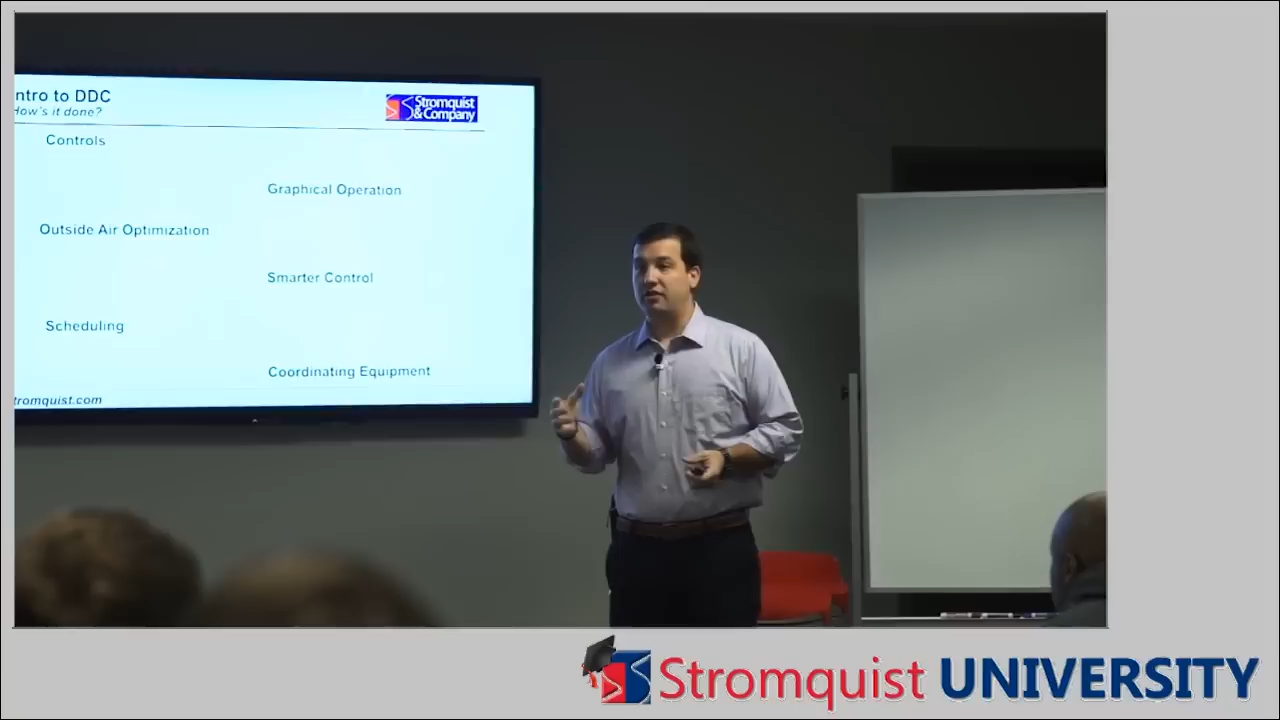 ntro to DDC
How's it done?
Stromquist
& Company
Controls
Graphical Operation
Outside Air Optimization
Smarter Control
Scheduling
Coordinating Equipment
tromquist.com
Stromquist UNIVERSITY